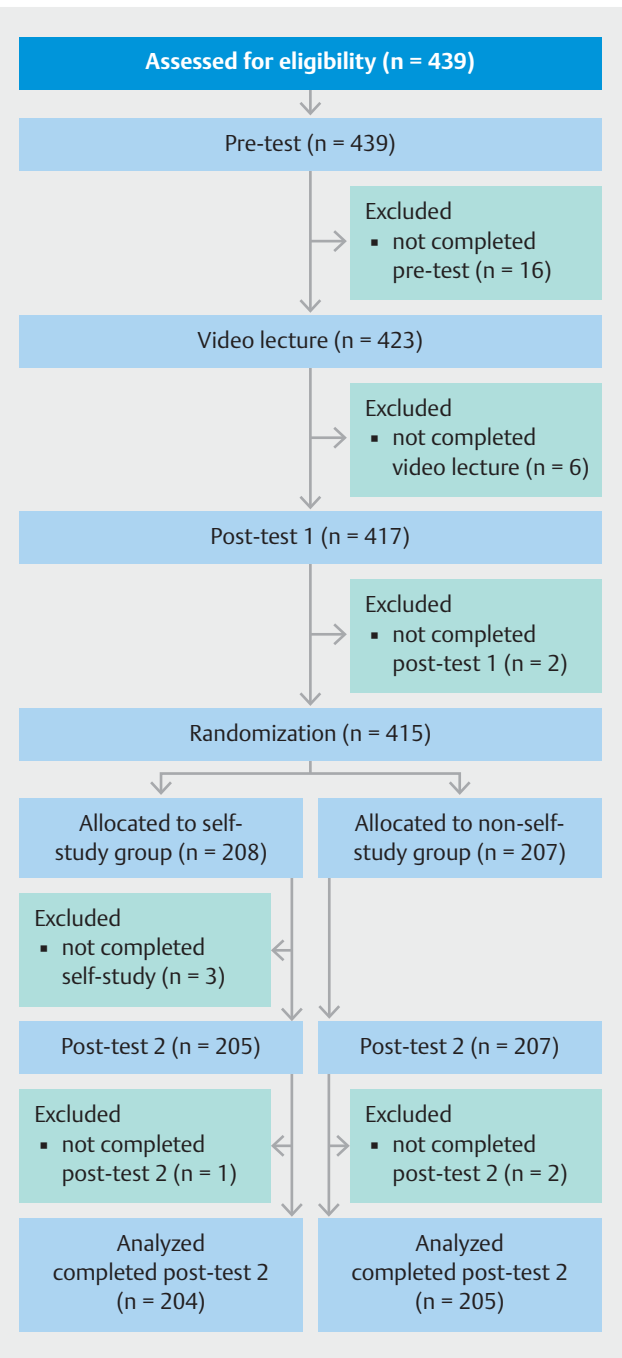 Assessed for eligibility (n = 439)
Pre-test (n = 439)
Excluded
▪ not completed
pre-test (n = 16)
Video lecture (n = 423)
Excluded
▪ not completed
video lecture (n = 6)
Post-test 1 (n = 417)
Excluded
▪ not completed
post-test 1 (n = 2)
Randomization (n = 415)
Allocated to self-
study group (n = 208)
Allocated to non-self-
study group (n = 207)
Excluded
▪ not completed
self-study (n = 3)
Post-test 2 (n = 205)
Post-test 2 (n = 207)
Excluded
▪ not completed
post-test 2 (n = 1)
Excluded
▪ not completed
post-test 2 (n = 2)
Analyzed
completed post-test 2
(n = 204)
Analyzed
completed post-test 2
(n = 205)